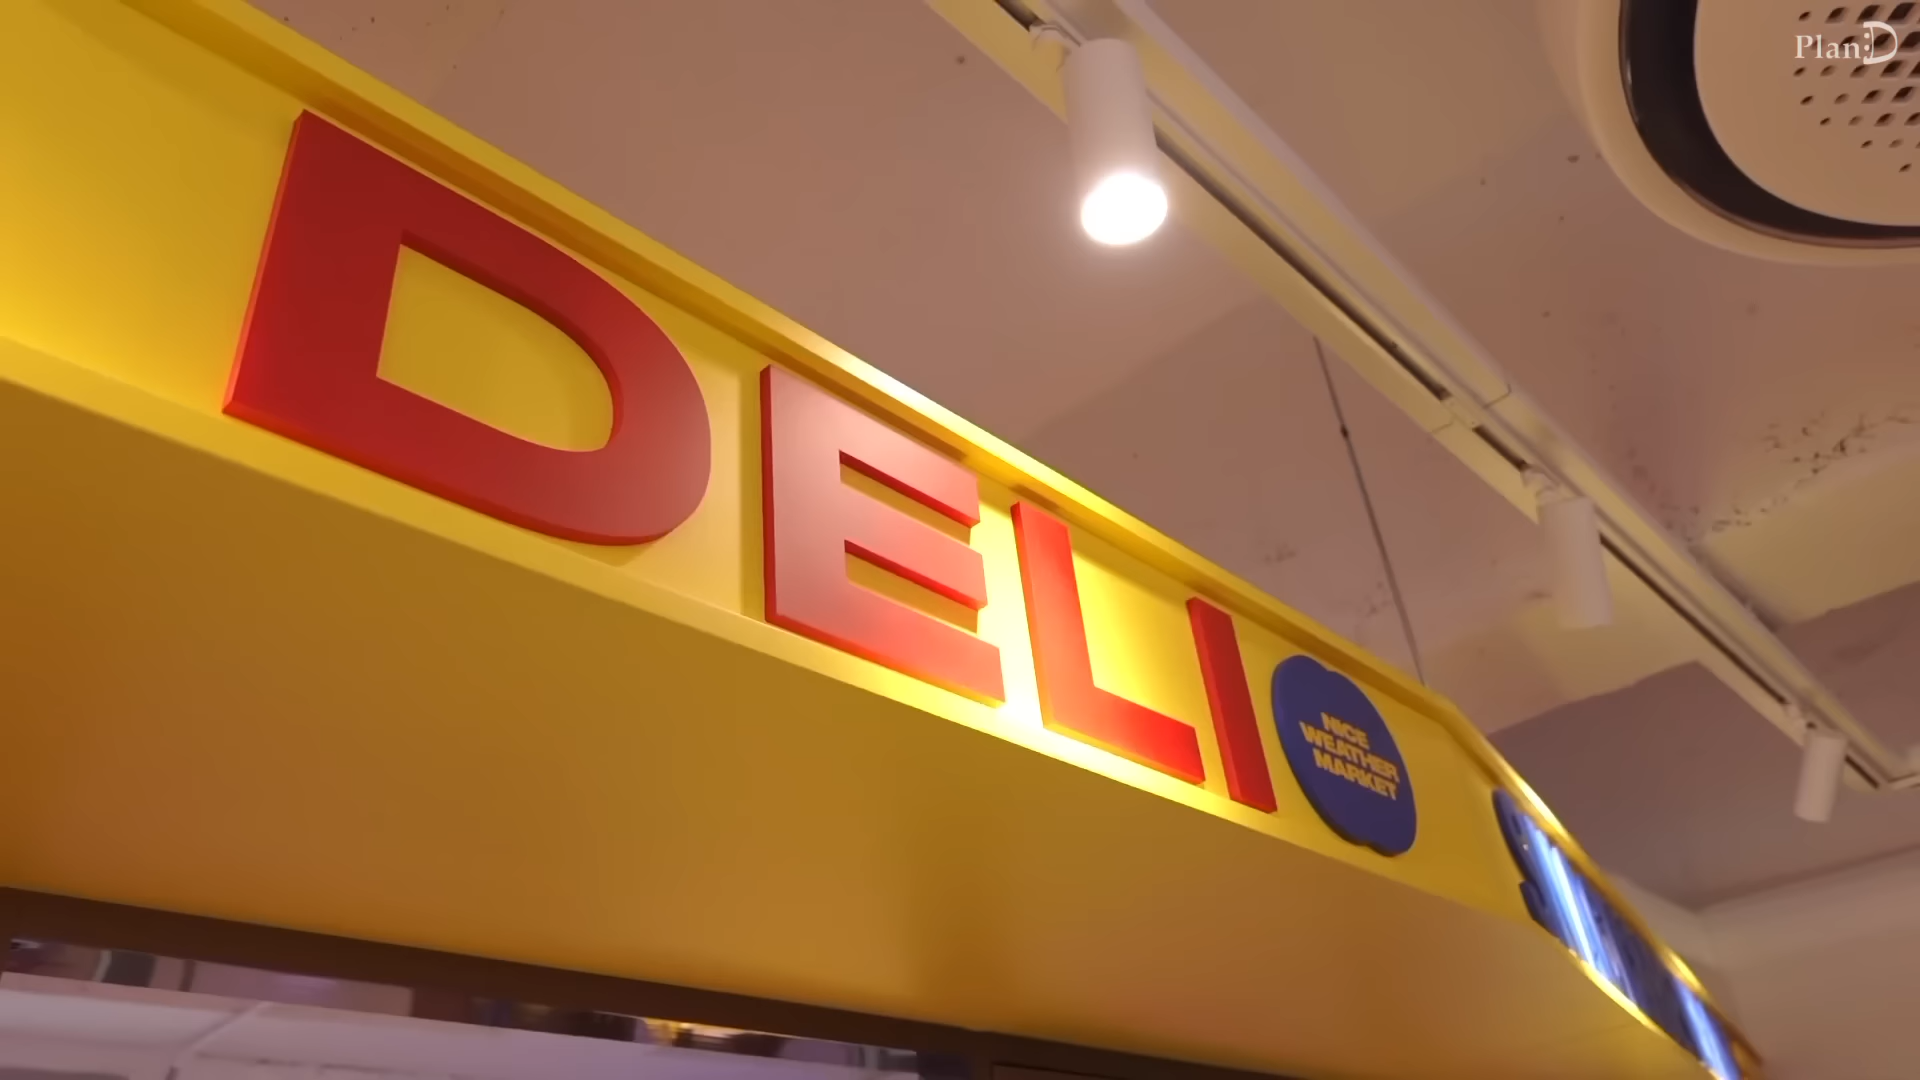 Plan:D
DELI
NICE
WEATHER
MARKET